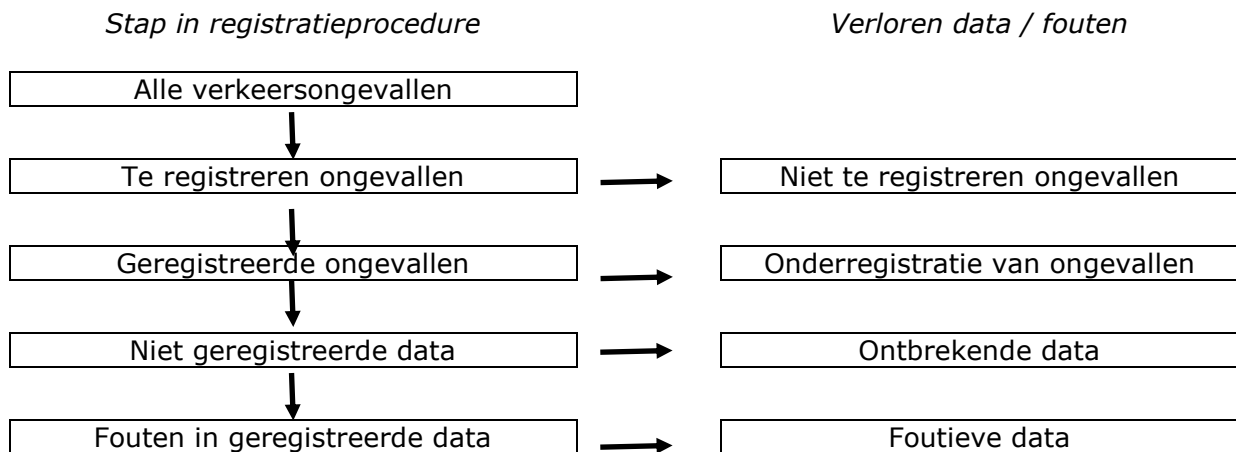 Stap in registratieprocedure
Verloren data / fouten
Alle verkeersongevallen
Te registreren ongevallen
Niet te registreren ongevallen
Geregistreerde ongevallen
Onderregistratie van ongevallen
Niet geregistreerde data
Ontbrekende data
Fouten in geregistreerde data
Foutieve data